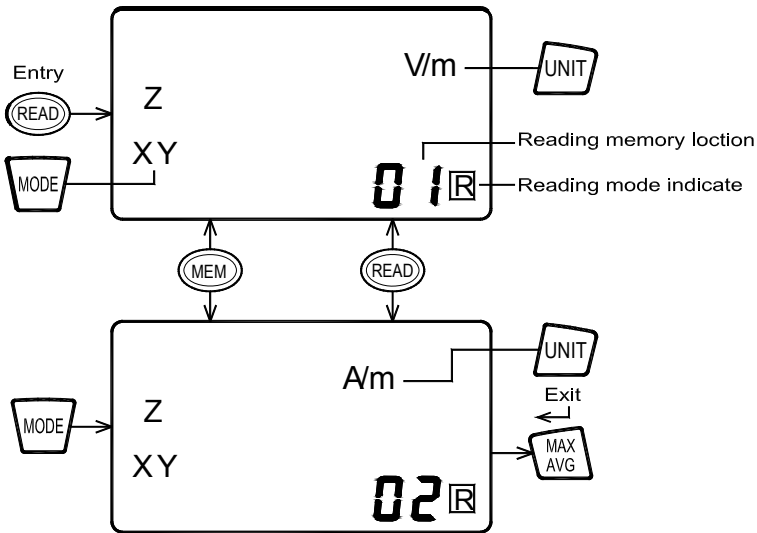 V/m
UNIT
Entry
READ
Z
XY
MODE
Reading memory loction
01 R
Reading mode indicate
MEM
READ
A/m
UNIT
Exit
MODE
Z
XY
MAX
AVG
02 R